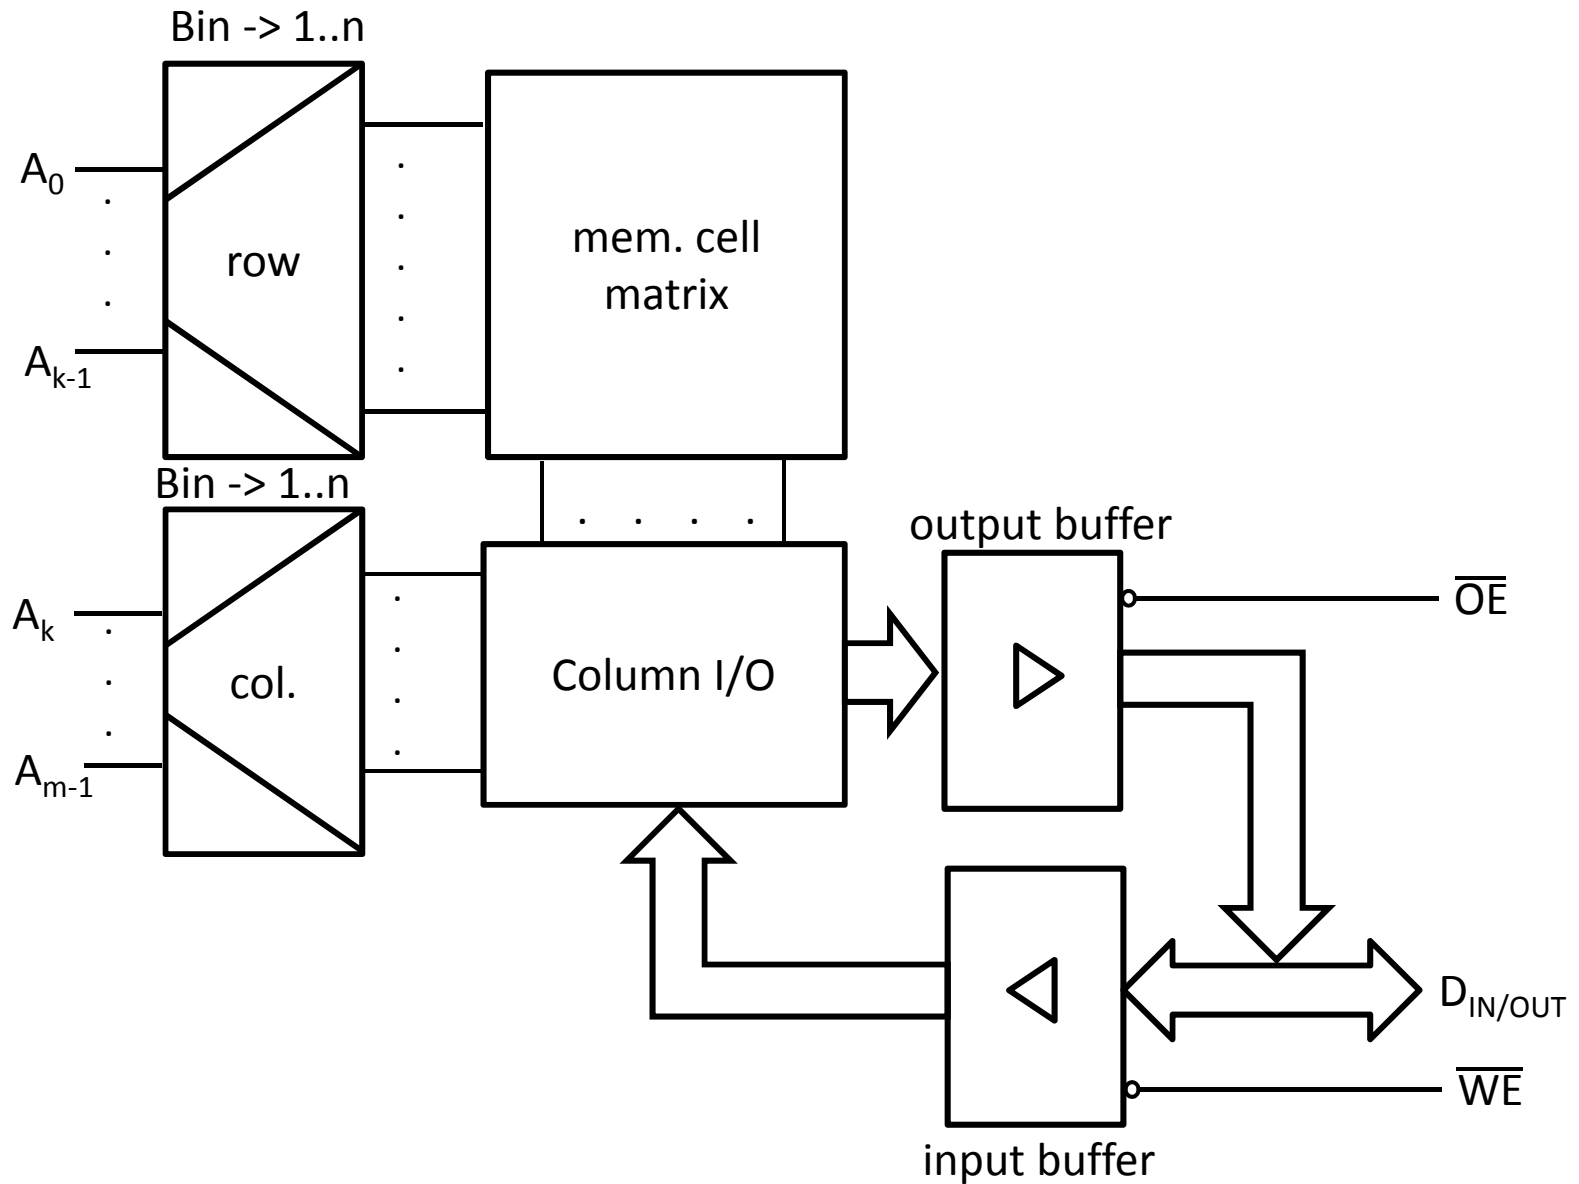 Bin -> 1..n
A0
row
Ak-1
mem. cell
matrix
Bin -> 1..n
Ak
col.
Am-1
Column I/O
output buffer
OE
DIN/OUT
WE
input buffer